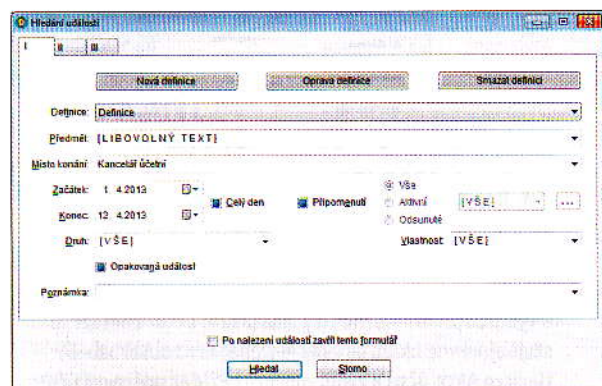 Hledání události
I II III
Nová definice Oprava definice Smazat definici
Definice: Definice
Předmět: [LIBOVOLNÝ TEXT]
Místo konání: Kancelář účetní
Začátek: 1. 4.2013 Celý den Připomenutí Vše
Aktivní [VŠE] ...
Konec: 12. 4.2013 Odsunuté
Druh: [VŠE] Vlastnost: [VŠE]
Opakovaná událost
Poznámka:
Po nalezení události zavřít tento formulář
Hledat Storno